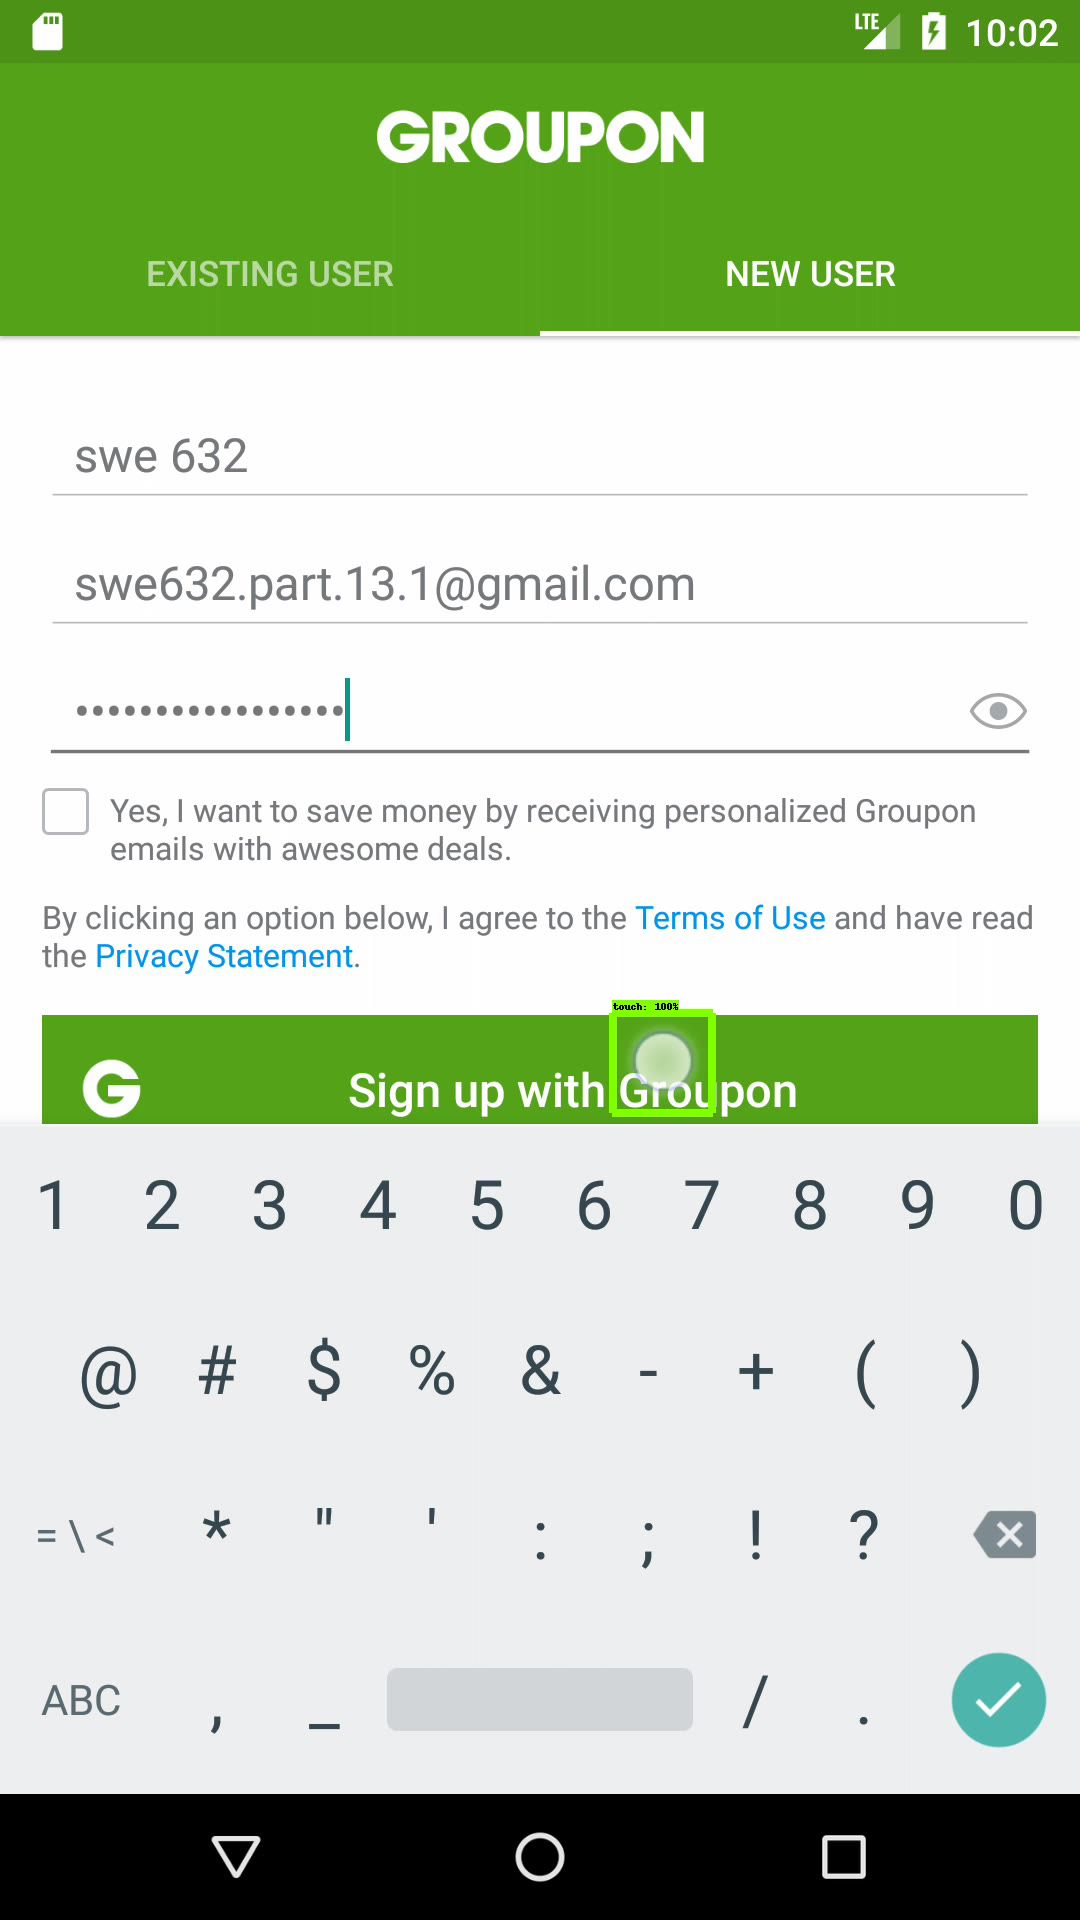 LTE 10:02
GROUPON
EXISTING USER NEW USER
swe 632
swe632.part.13.1@gmail.com
•••••••••••••••••
Yes, I want to save money by receiving personalized Groupon
emails with awesome deals.
By clicking an option below, I agree to the Terms of Use and have read
the Privacy Statement.
touch: 100%
G Sign up with Groupon
1 2 3 4 5 6 7 8 9 0
@ # $ % & - + ( )
= \ < * " ' : ; ! ?
ABC , _ / .